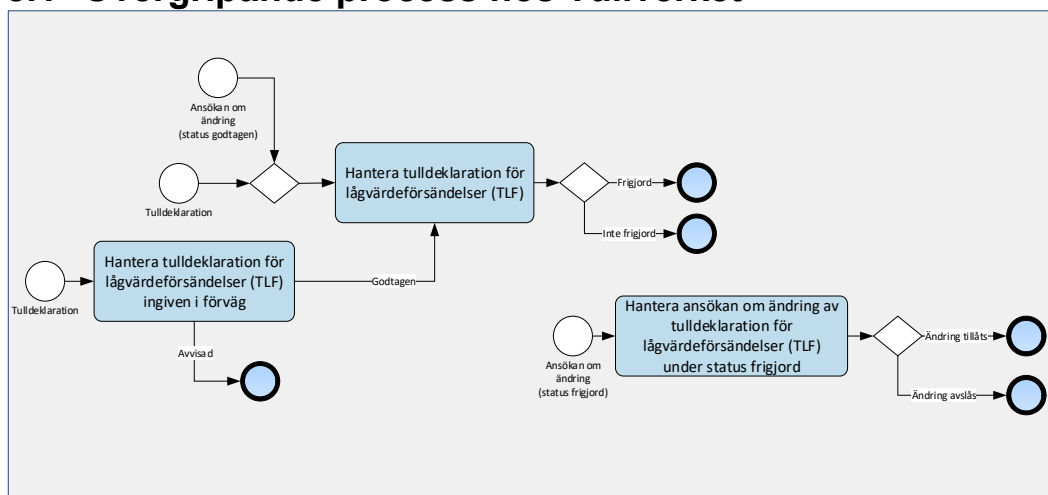 Övergripande process hos Tullverket
Ansökan om
ändring
(status godtagen)
Tulldeklaration
Hantera tulldeklaration för
lågvärdeförsändelser (TLF)
Frigjord
Inte frigjord
Tulldeklaration
Hantera tulldeklaration för
lågvärdeförsändelser (TLF)
ingiven i förväg
Godtagen
Avvisad
Ansökan om
ändring
(status frigjord)
Hantera ansökan om ändring av
tulldeklaration för
lågvärdeförsändelser (TLF)
under status frigjord
Ändring tillåts
Ändring avslås